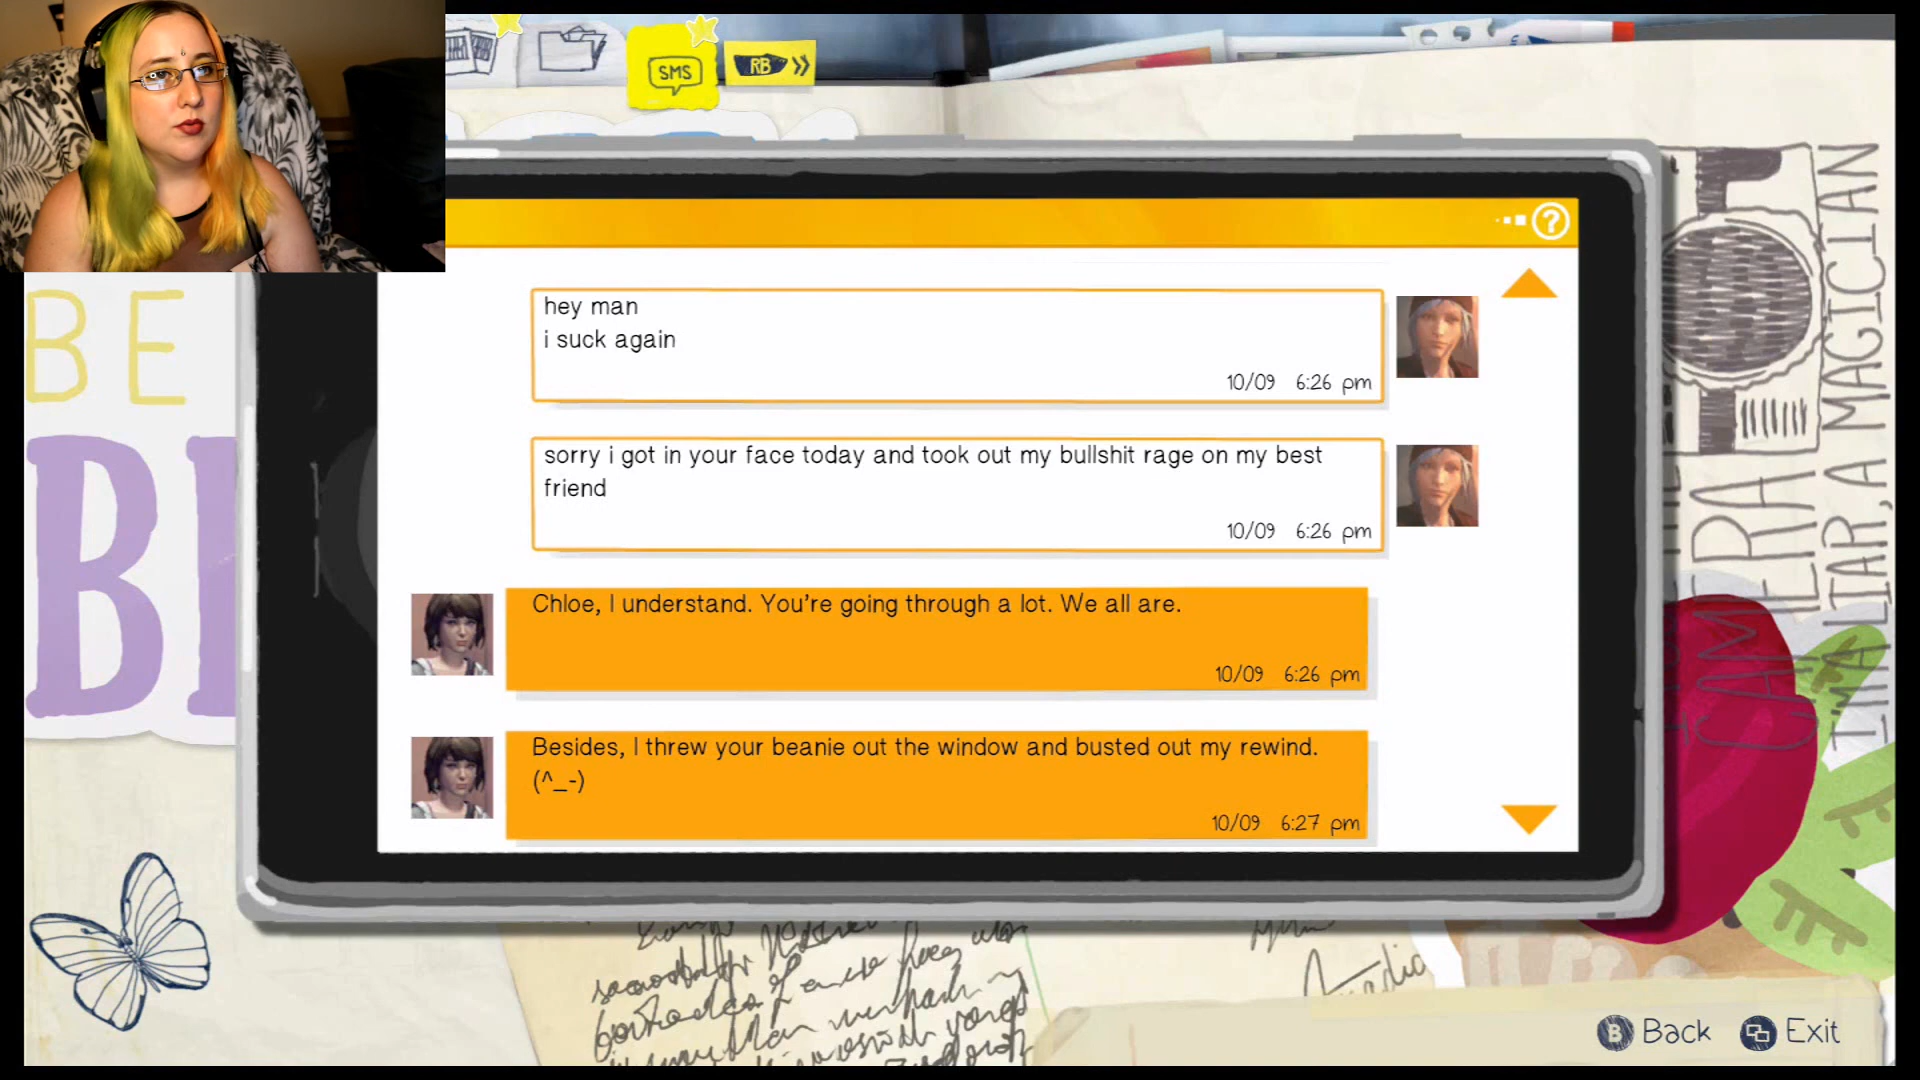 SMS
RB
BE
hey man
i suck again
10/09 6:26 pm
sorry i got in your face today and took out my bullshit rage on my best
friend
10/09 6:26 pm
Chloe, I understand. You're going through a lot. We all are.
10/09 6:26 pm
Besides, I threw your beanie out the window and busted out my rewind.
(^_-)
10/09 6:27 pm
CAMERA
I'M A LIAR, A MAGICIAN
B Back
Exit